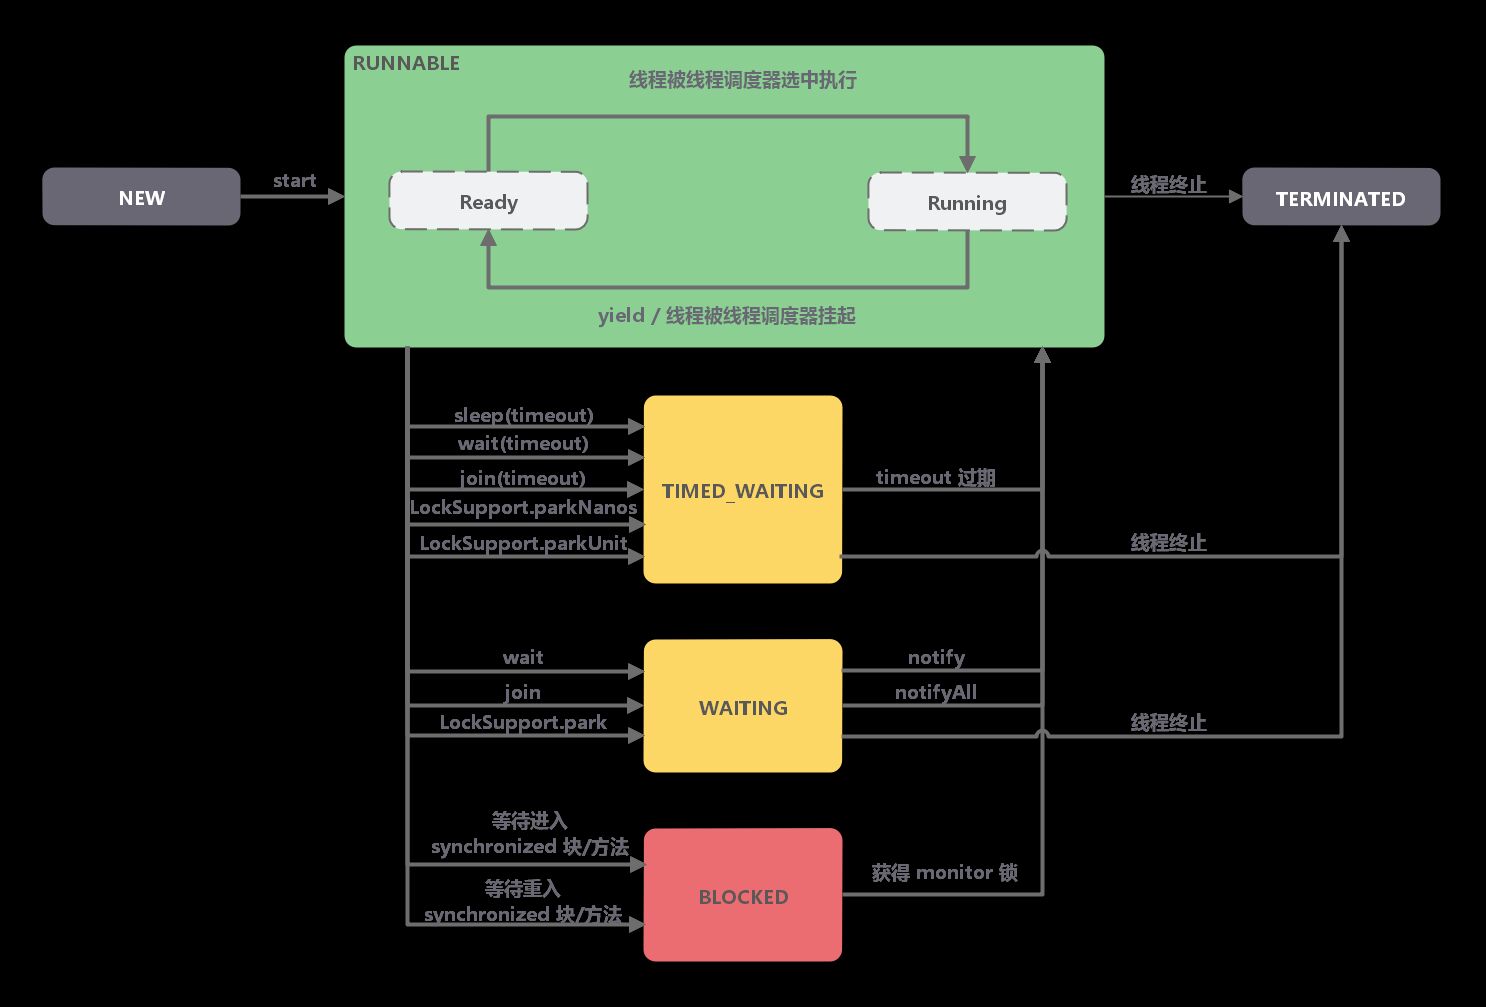 RUNNABLE
线程被线程调度器选中执行
NEW
start
Ready
Running
线程终止
TERMINATED
yield / 线程被线程调度器挂起
sleep(timeout)
wait(timeout)
join(timeout)
LockSupport.parkNanos
LockSupport.parkUnit
TIMED_WAITING
timeout 过期
线程终止
wait
join
LockSupport.park
WAITING
notify
notifyAll
线程终止
等待进入
synchronized 块/方法
等待重入
synchronized 块/方法
BLOCKED
获得 monitor 锁